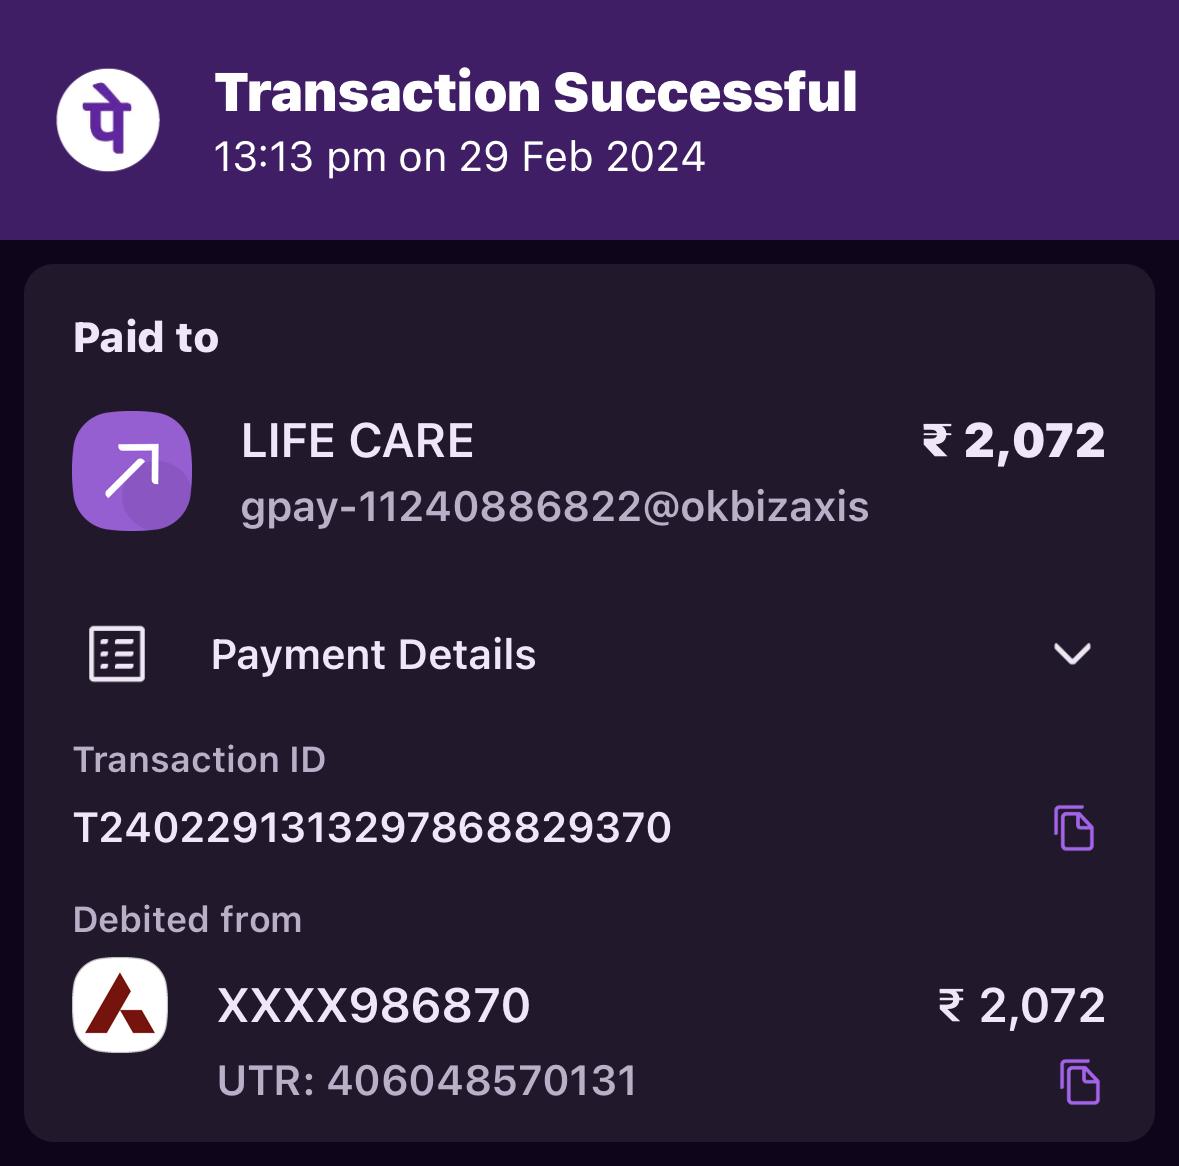 पे
Transaction Successful
13:13 pm on 29 Feb 2024
Paid to
LIFE CARE
₹ 2,072
gpay-11240886822@okbizaxis
Payment Details
Transaction ID
T2402291313297868829370
Debited from
XXXX986870
₹ 2,072
UTR: 406048570131